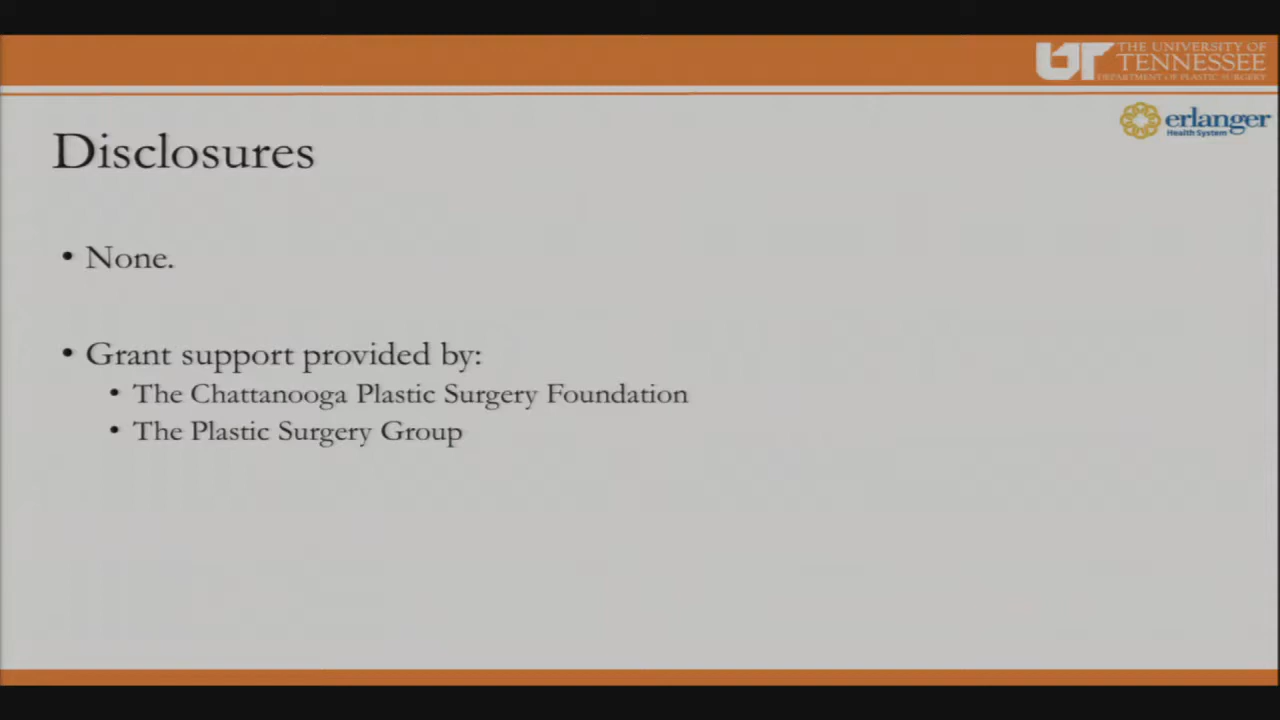 UT THE UNIVERSITY OF
TENNESSEE
DEPARTMENT OF PLASTIC SURGERY
erlanger
Health System
Disclosures
• None.
• Grant support provided by:
• The Chattanooga Plastic Surgery Foundation
• The Plastic Surgery Group